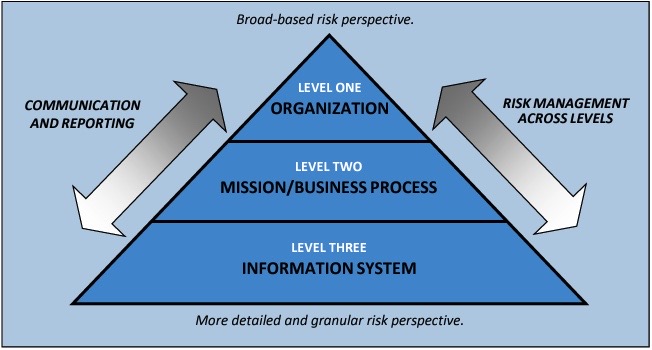 Broad-based risk perspective.
COMMUNICATION
AND REPORTING
RISK MANAGEMENT
ACROSS LEVELS
LEVEL ONE
ORGANIZATION
LEVEL TWO
MISSION/BUSINESS PROCESS
LEVEL THREE
INFORMATION SYSTEM
More detailed and granular risk perspective.